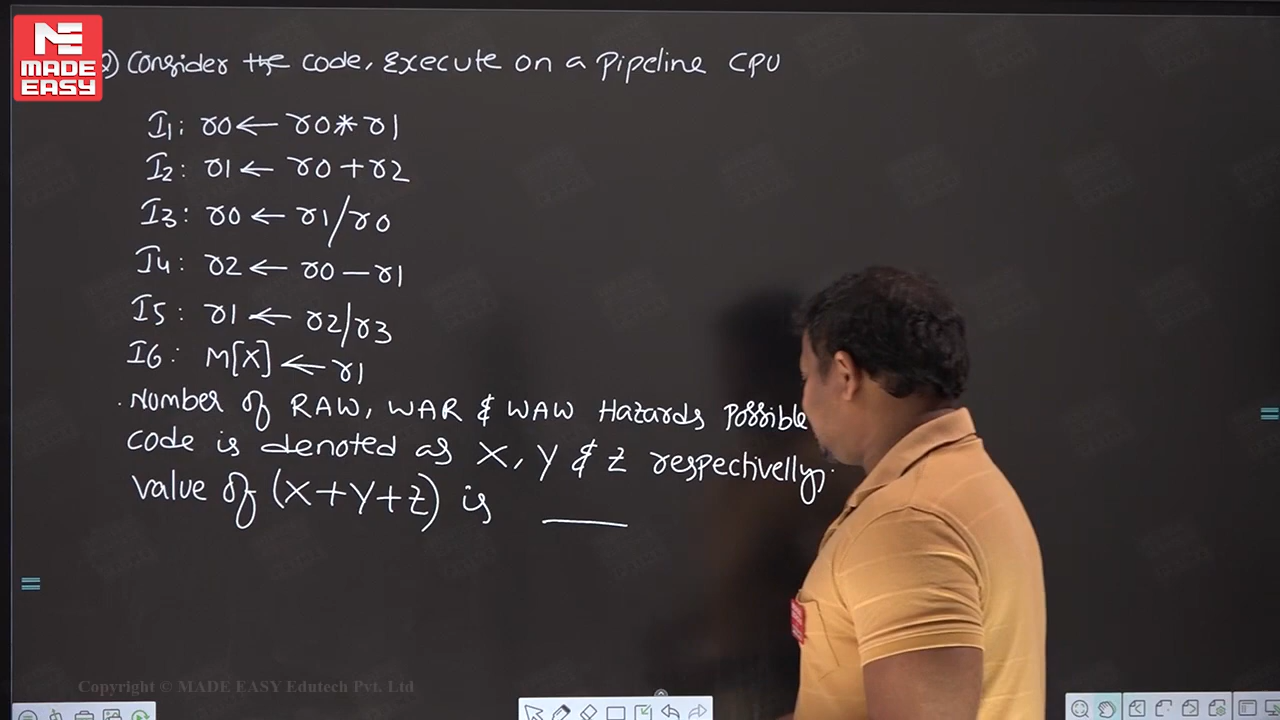 MADE EASY
Q) Consider the code, Execute on a Pipeline CPU
I1: r0 ← r0 * r1
I2: r1 ← r0 + r2
I3: r0 ← r1/r0
I4: r2 ← r0 — r1
I5: r1 ← r2/r3
I6: M[X] ← r1
. Number of RAW, WAR & WAW Hazards Possible
code is denoted as X, Y & Z respectivelly.
value of (X+Y+Z) is ____
Copyright © MADE EASY Edutech Pvt. Ltd